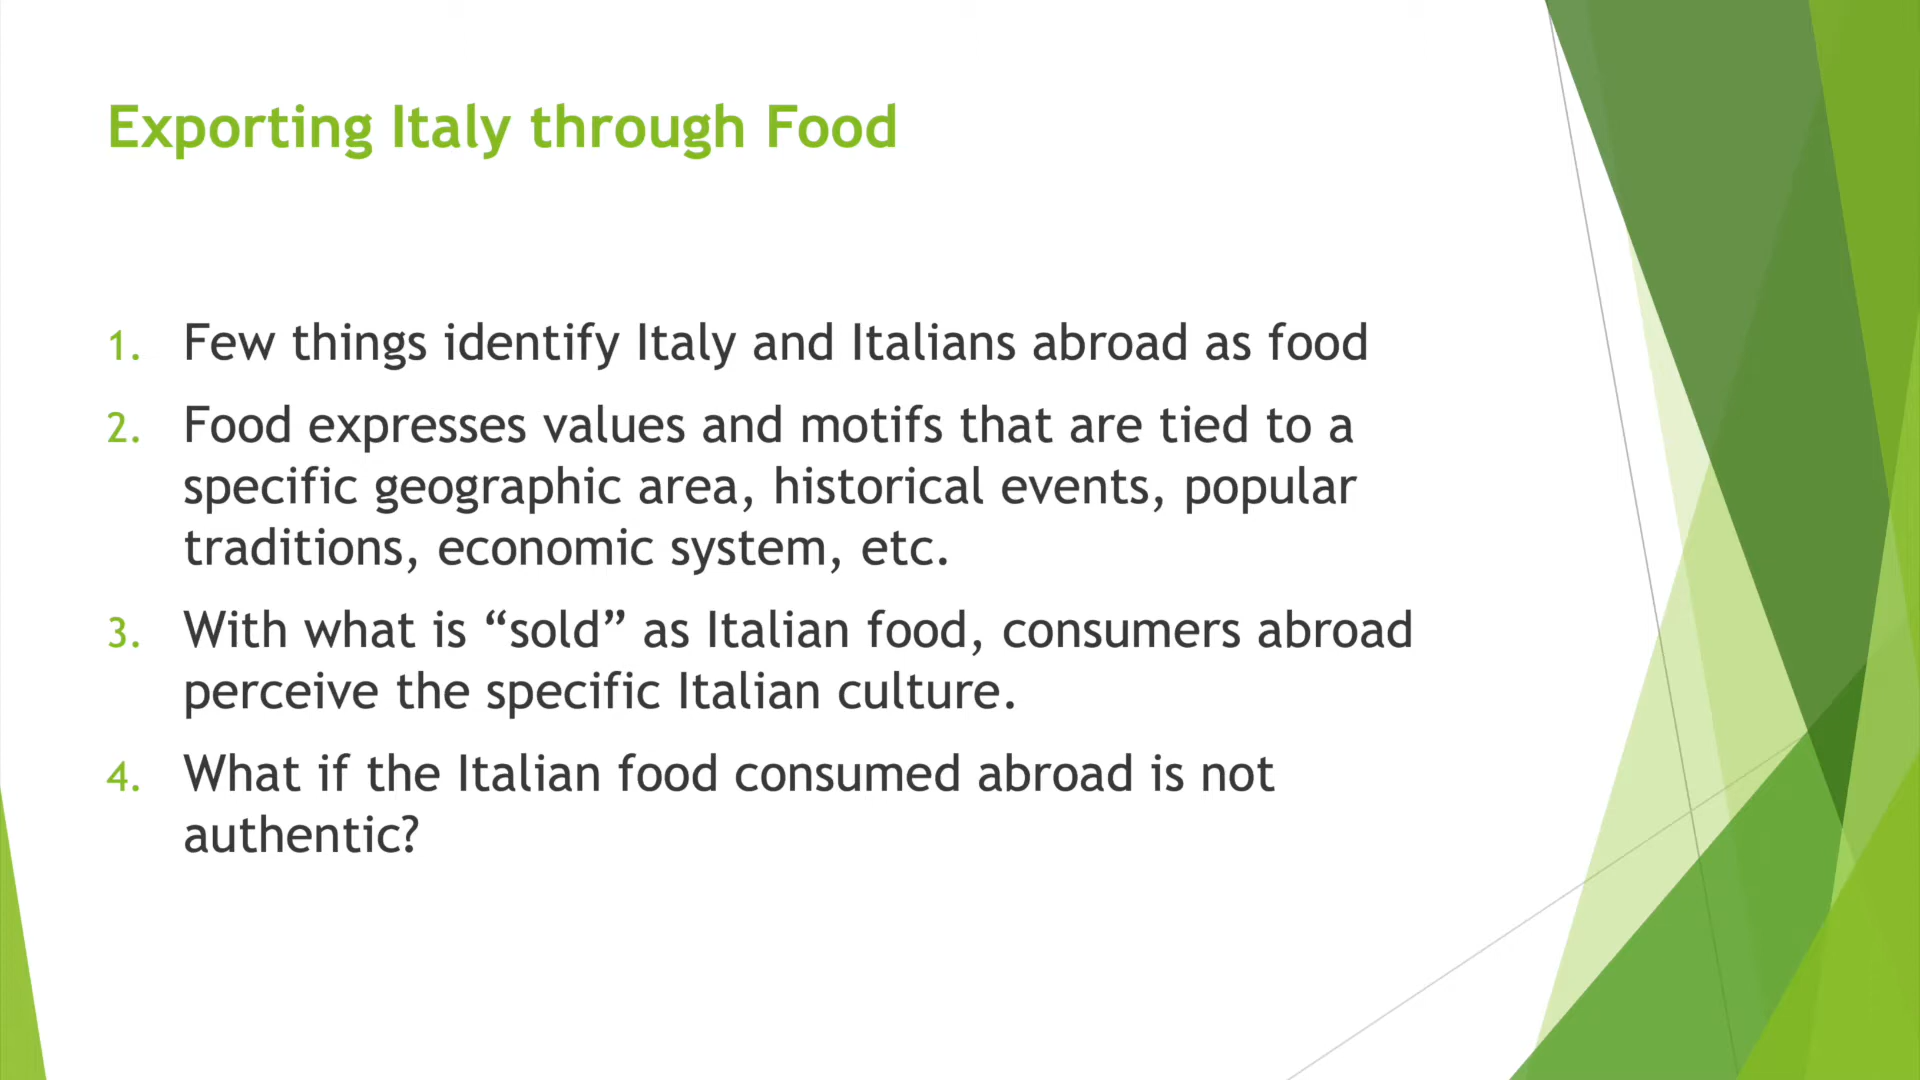 Exporting Italy through Food
1. Few things identify Italy and Italians abroad as food
2. Food expresses values and motifs that are tied to a
specific geographic area, historical events, popular
traditions, economic system, etc.
3. With what is “sold” as Italian food, consumers abroad
perceive the specific Italian culture.
4. What if the Italian food consumed abroad is not
authentic?